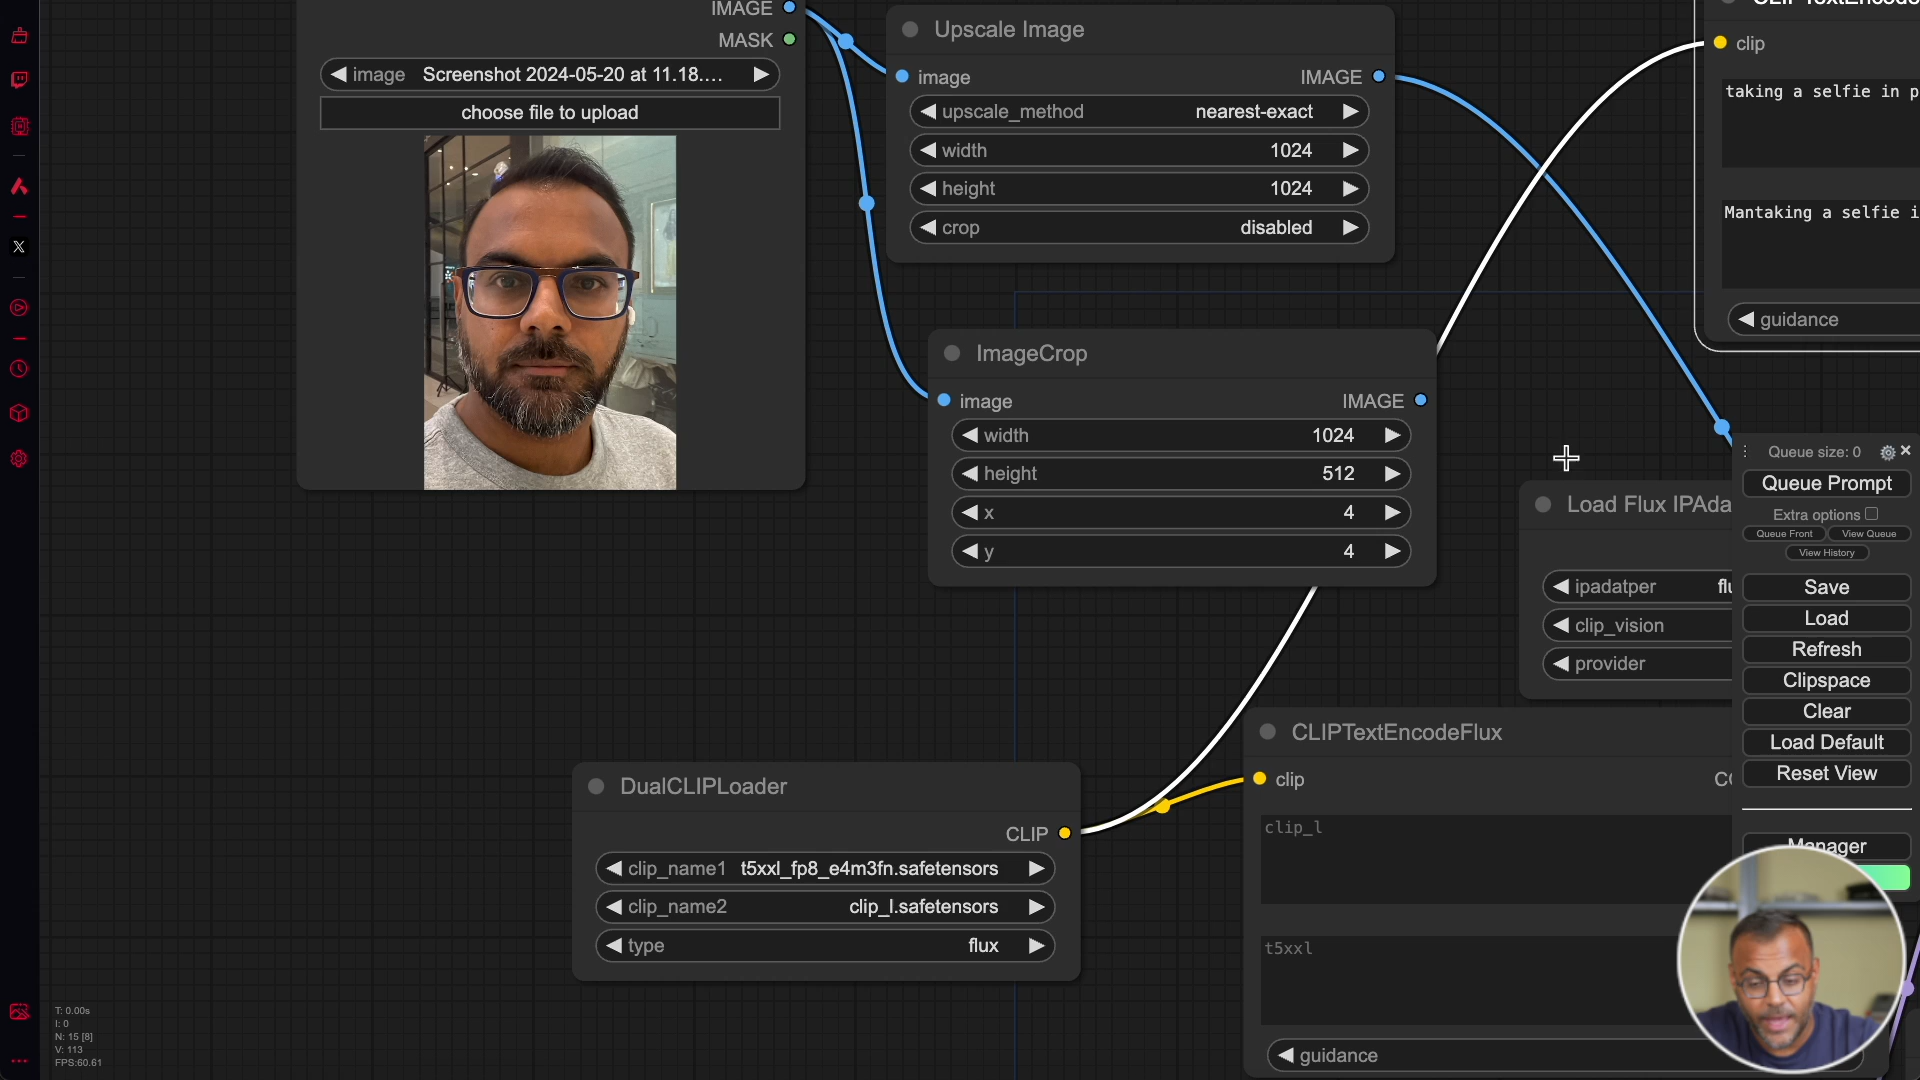 IMAGE
MASK
image Screenshot 2024-05-20 at 11.18....
choose file to upload
Upscale Image
image IMAGE
upscale_method nearest-exact
width 1024
height 1024
crop disabled
ImageCrop
image IMAGE
width 1024
height 512
x 4
y 4
clip
taking a selfie in p
Mantaking a selfie i
guidance
Load Flux IPAda
ipadatper flu
clip_vision
provider
Queue size: 0
Queue Prompt
Extra options
Queue Front View Queue
View History
Save
Load
Refresh
Clipspace
Clear
Load Default
Reset View
Manager
DualCLIPLoader
CLIP
clip_name1 t5xxl_fp8_e4m3fn.safetensors
clip_name2 clip_l.safetensors
type flux
CLIPTextEncodeFlux
clip CO
clip_l
t5xxl
guidance
T: 0.00s
I: 0
N: 15 [8]
V: 113
FPS:60.61